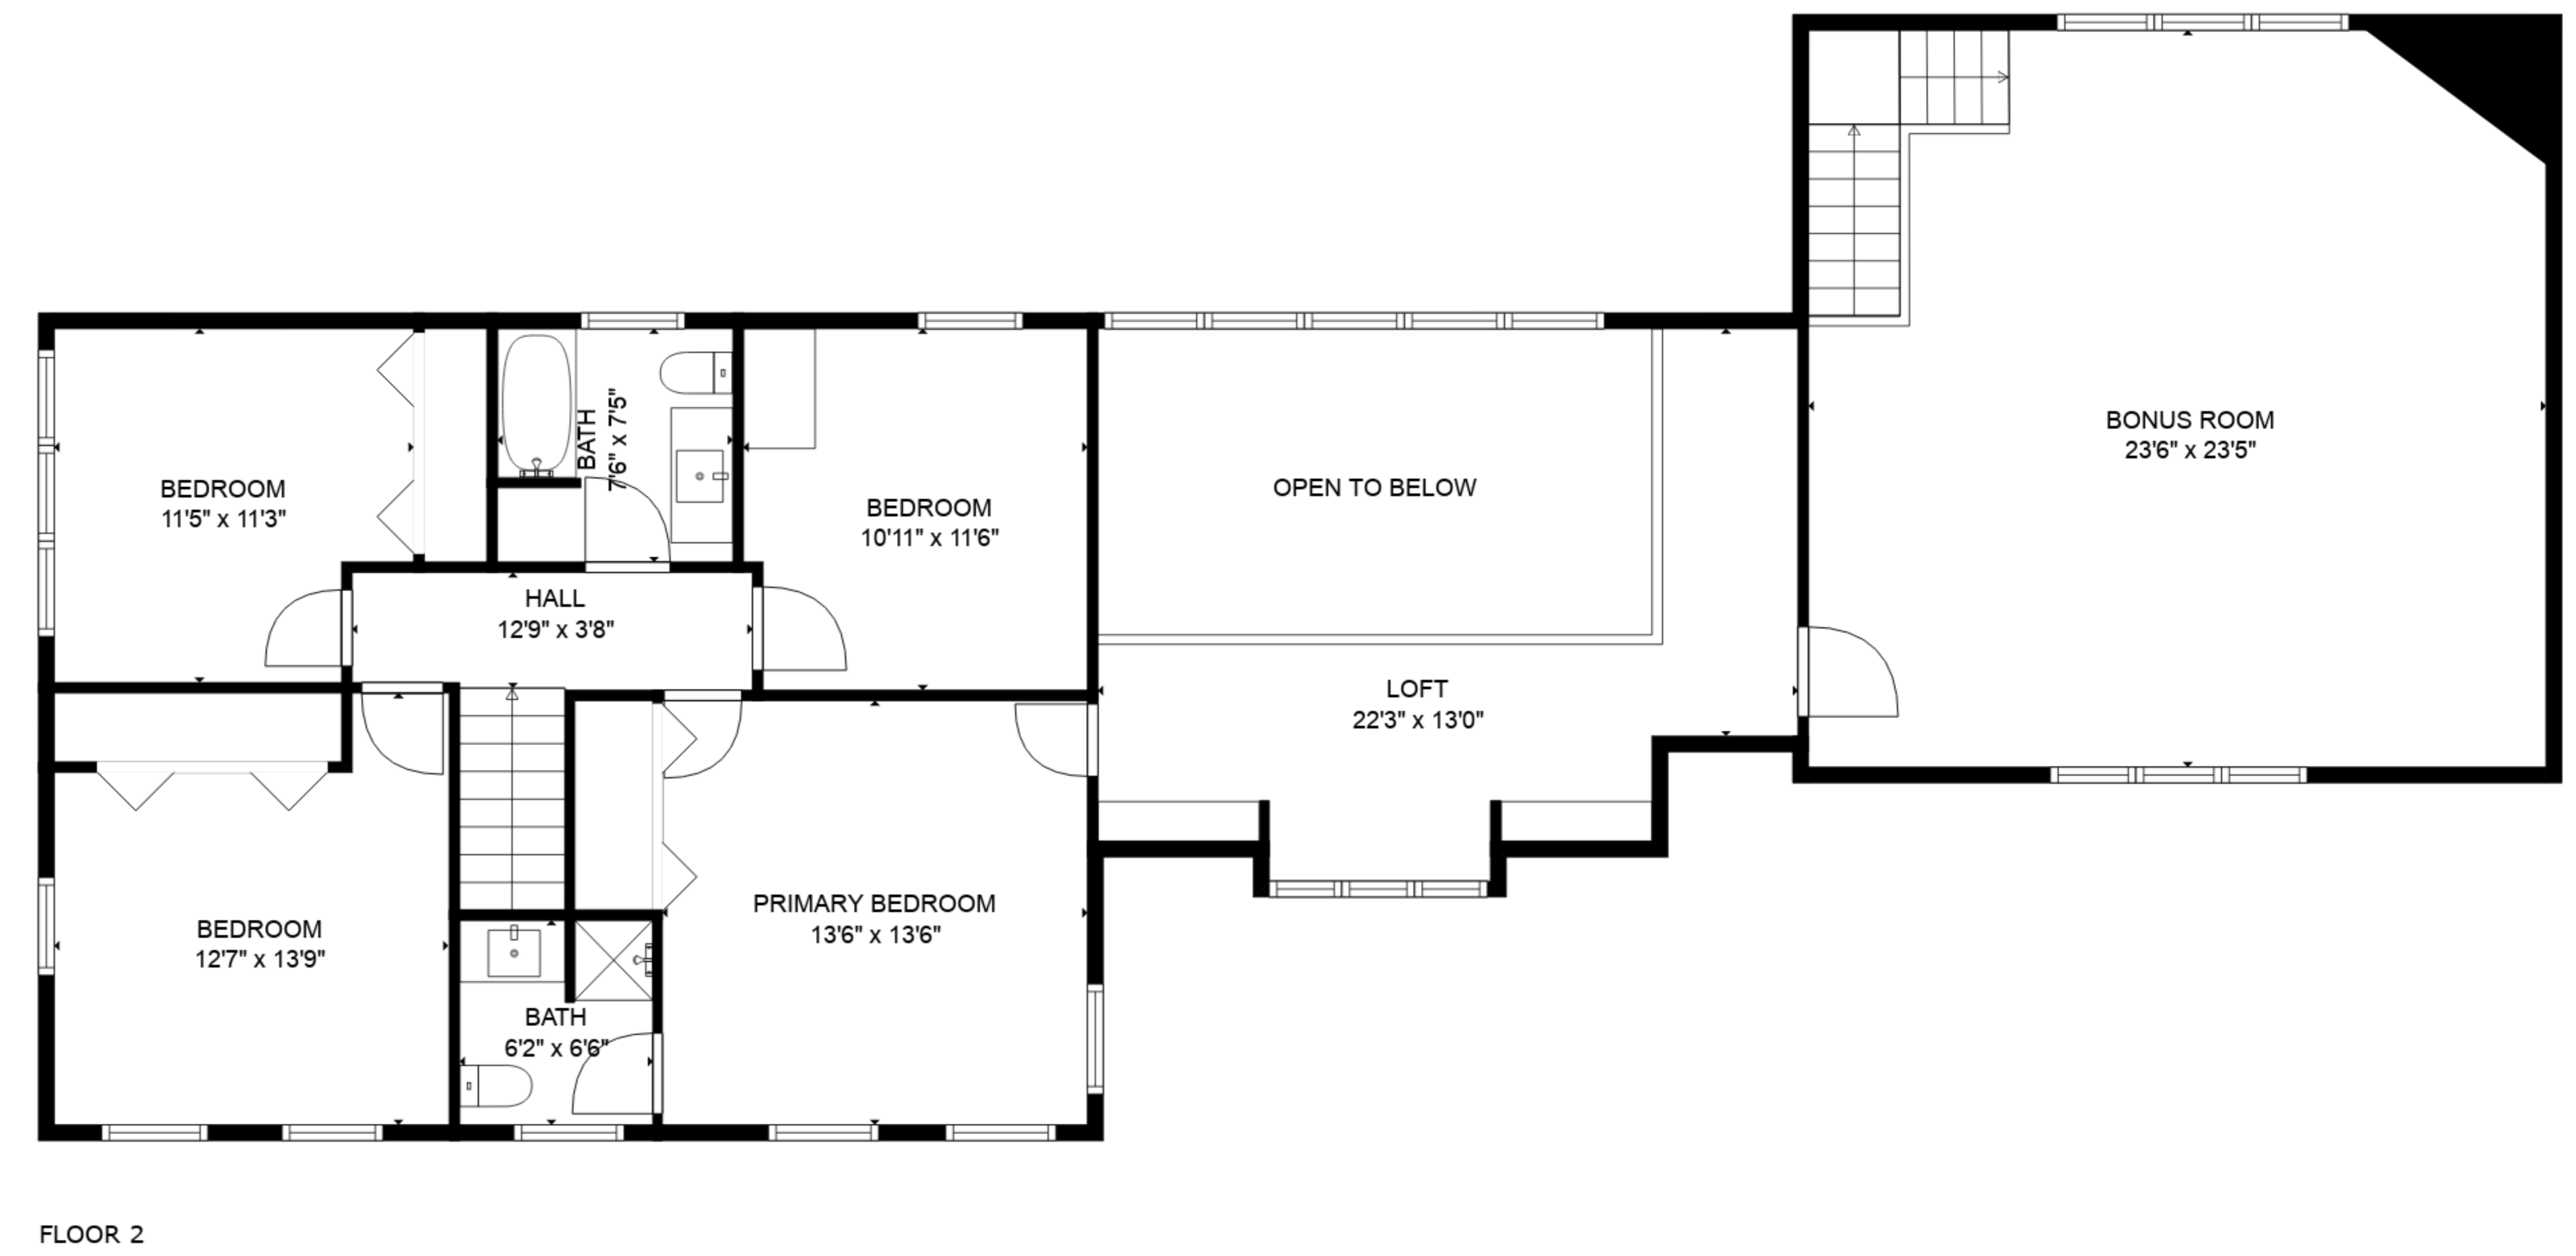 BONUS ROOM
23'6" x 23'5"
BATH
7'6" x 7'5"
BEDROOM
11'5" x 11'3"
BEDROOM
10'11" x 11'6"
OPEN TO BELOW
HALL
12'9" x 3'8"
LOFT
22'3" x 13'0"
BEDROOM
12'7" x 13'9"
PRIMARY BEDROOM
13'6" x 13'6"
BATH
6'2" x 6'6"
FLOOR 2